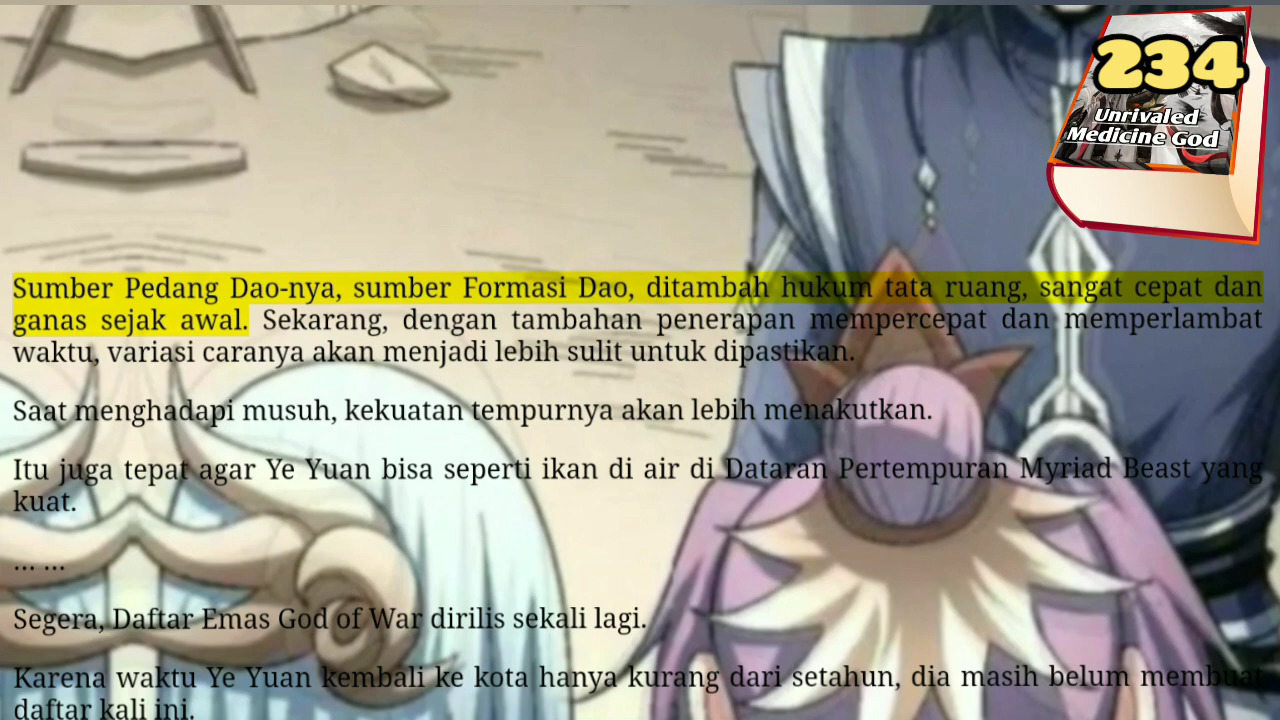 234
Unrivaled
Medicine God
Sumber Pedang Dao-nya, sumber Formasi Dao, ditambah hukum tata ruang, sangat cepat dan
ganas sejak awal. Sekarang, dengan tambahan penerapan mempercepat dan memperlambat
waktu, variasi caranya akan menjadi lebih sulit untuk dipastikan.
Saat menghadapi musuh, kekuatan tempurnya akan lebih menakutkan.
Itu juga tepat agar Ye Yuan bisa seperti ikan di air di Dataran Pertempuran Myriad Beast yang
kuat.
... ...
Segera, Daftar Emas God of War dirilis sekali lagi.
Karena waktu Ye Yuan kembali ke kota hanya kurang dari setahun, dia masih belum membuat
daftar kali ini.